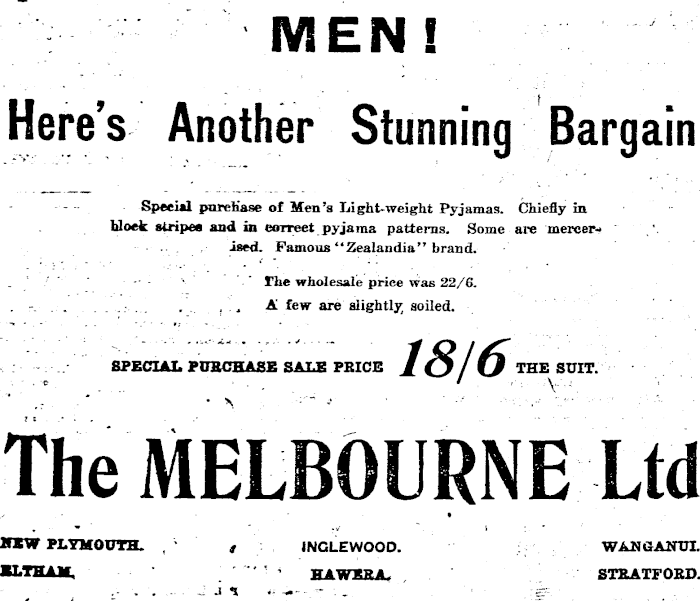 MEN!
Here's Another Stunning Bargain
Special purchase of Men's Light-weight Pyjamas. Chiefly in
block stripes and in correct pyjama patterns. Some are mercer-
ised. Famous "Zealandia" brand.
The wholesale price was 22/6.
A few are slightly soiled.
SPECIAL PURCHASE SALE PRICE 18/6 THE SUIT.
The MELBOURNE Ltd
NEW PLYMOUTH. INGLEWOOD. WANGANUI.
ELTHAM. HAWERA. STRATFORD.